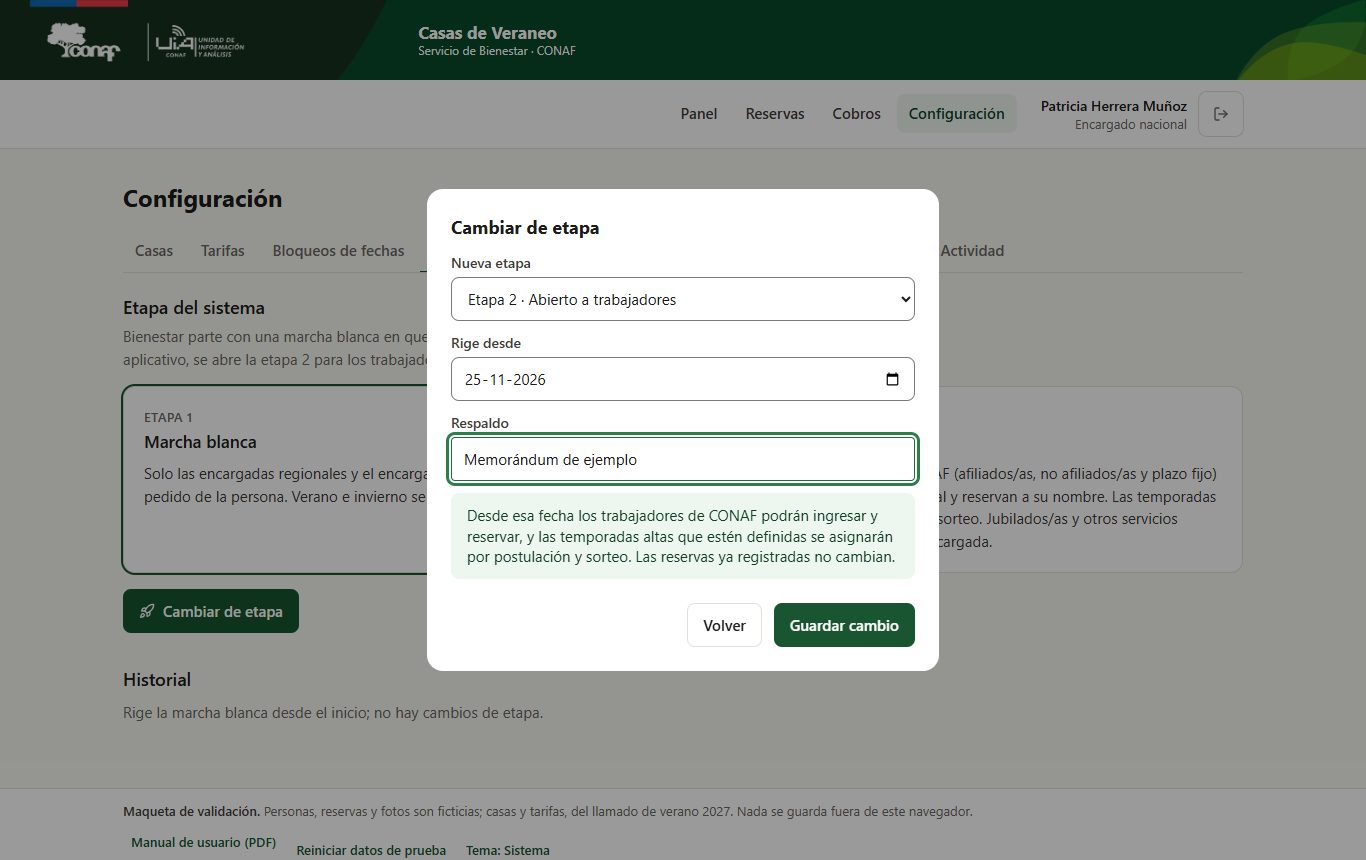 CONAF
UIA
CONAF
UNIDAD DE
INFORMACIÓN
Y ANÁLISIS
Casas de Veraneo
Servicio de Bienestar · CONAF
Panel
Reservas
Cobros
Configuración
Patricia Herrera Muñoz
Encargado nacional
Configuración
Casas
Tarifas
Bloqueos de fechas
Actividad
Etapa del sistema
Bienestar parte con una marcha blanca en que
aplicativo, se abre la etapa 2 para los
ETAPA 1
Marcha blanca
Solo las encargadas regionales y el
pedido de la persona. Verano e invierno se
(afiliados/as, no afiliados/as y plazo fijo)
y reservan a su nombre. Las temporadas
sorteo. Jubilados/as y otros servicios
Cambiar de etapa
Historial
Rige la marcha blanca desde el inicio; no hay cambios de etapa.
Cambiar de etapa
Nueva etapa
Etapa 2 · Abierto a trabajadores
Rige desde
25-11-2026
Respaldo
Memorándum de ejemplo
Desde esa fecha los trabajadores de CONAF podrán ingresar y
reservar, y las temporadas altas que estén definidas se asignarán
por postulación y sorteo. Las reservas ya registradas no cambian.
Volver
Guardar cambio
Maqueta de validación. Personas, reservas y fotos son ficticias; casas y tarifas, del llamado de verano 2027. Nada se guarda fuera de este navegador.
Manual de usuario (PDF)
Reiniciar datos de prueba
Tema: Sistema